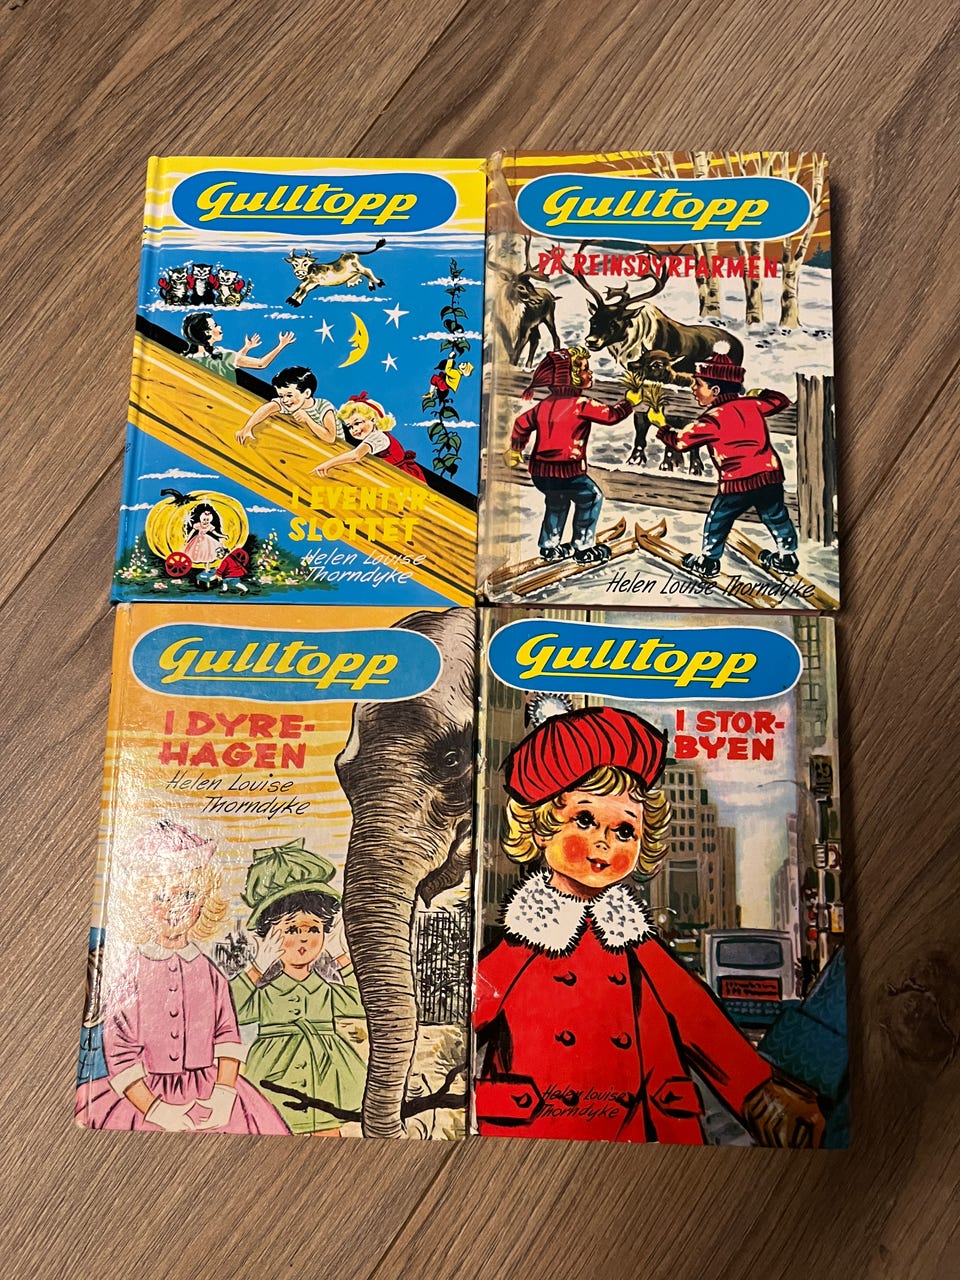 Gulltopp
I EVENTYR-
SLOTTET
Helen Louise
Thorndyke
Gulltopp
PÅ REINSDYRFARMEN
Helen Louise Thorndyke
Gulltopp
I DYRE-
HAGEN
Helen Louise
Thorndyke
Gulltopp
I STOR-
BYEN
Helen Louise
Thorndyke